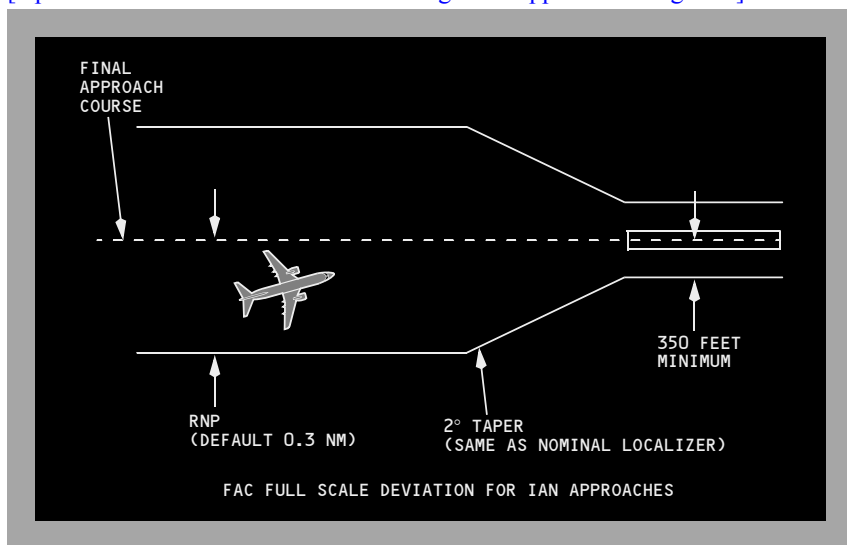 FINAL
APPROACH
COURSE
350 FEET
MINIMUM
RNP
(DEFAULT 0.3 NM)
2° TAPER
(SAME AS NOMINAL LOCALIZER)
FAC FULL SCALE DEVIATION FOR IAN APPROACHES